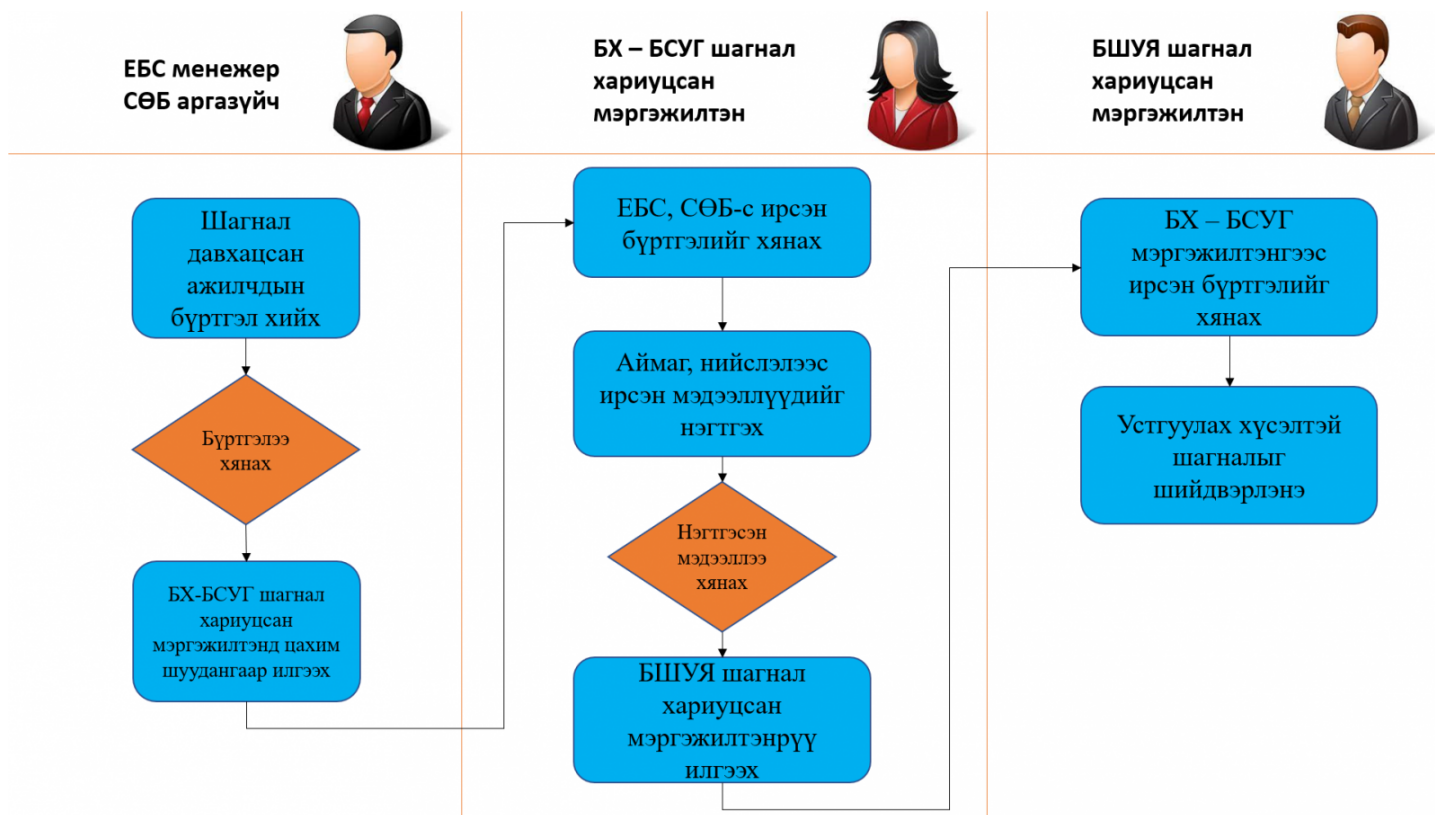 ЕБС менежер
СӨБ аргазүйч
БХ – БСУГ шагнал
хариуцсан
мэргэжилтэн
БШУЯ шагнал
хариуцсан
мэргэжилтэн
Шагнал
давхацсан
ажилчдын
бүртгэл хийх
Бүртгэлээ
хянах
БХ-БСУГ шагнал
хариуцсан
мэргэжилтэнд цахим
шуудангаар илгээх
ЕБС, СӨБ-с ирсэн
бүртгэлийг хянах
Аймаг, нийслэлээс
ирсэн мэдээллүүдийг
нэгтгэх
Нэгтгэсэн
мэдээллээ
хянах
БШУЯ шагнал
хариуцсан
мэргэжилтэнрүү
илгээх
БХ – БСУГ
мэргэжилтэнгээс
ирсэн бүртгэлийг
хянах
Устгуулах хүсэлтэй
шагналыг
шийдвэрлэнэ